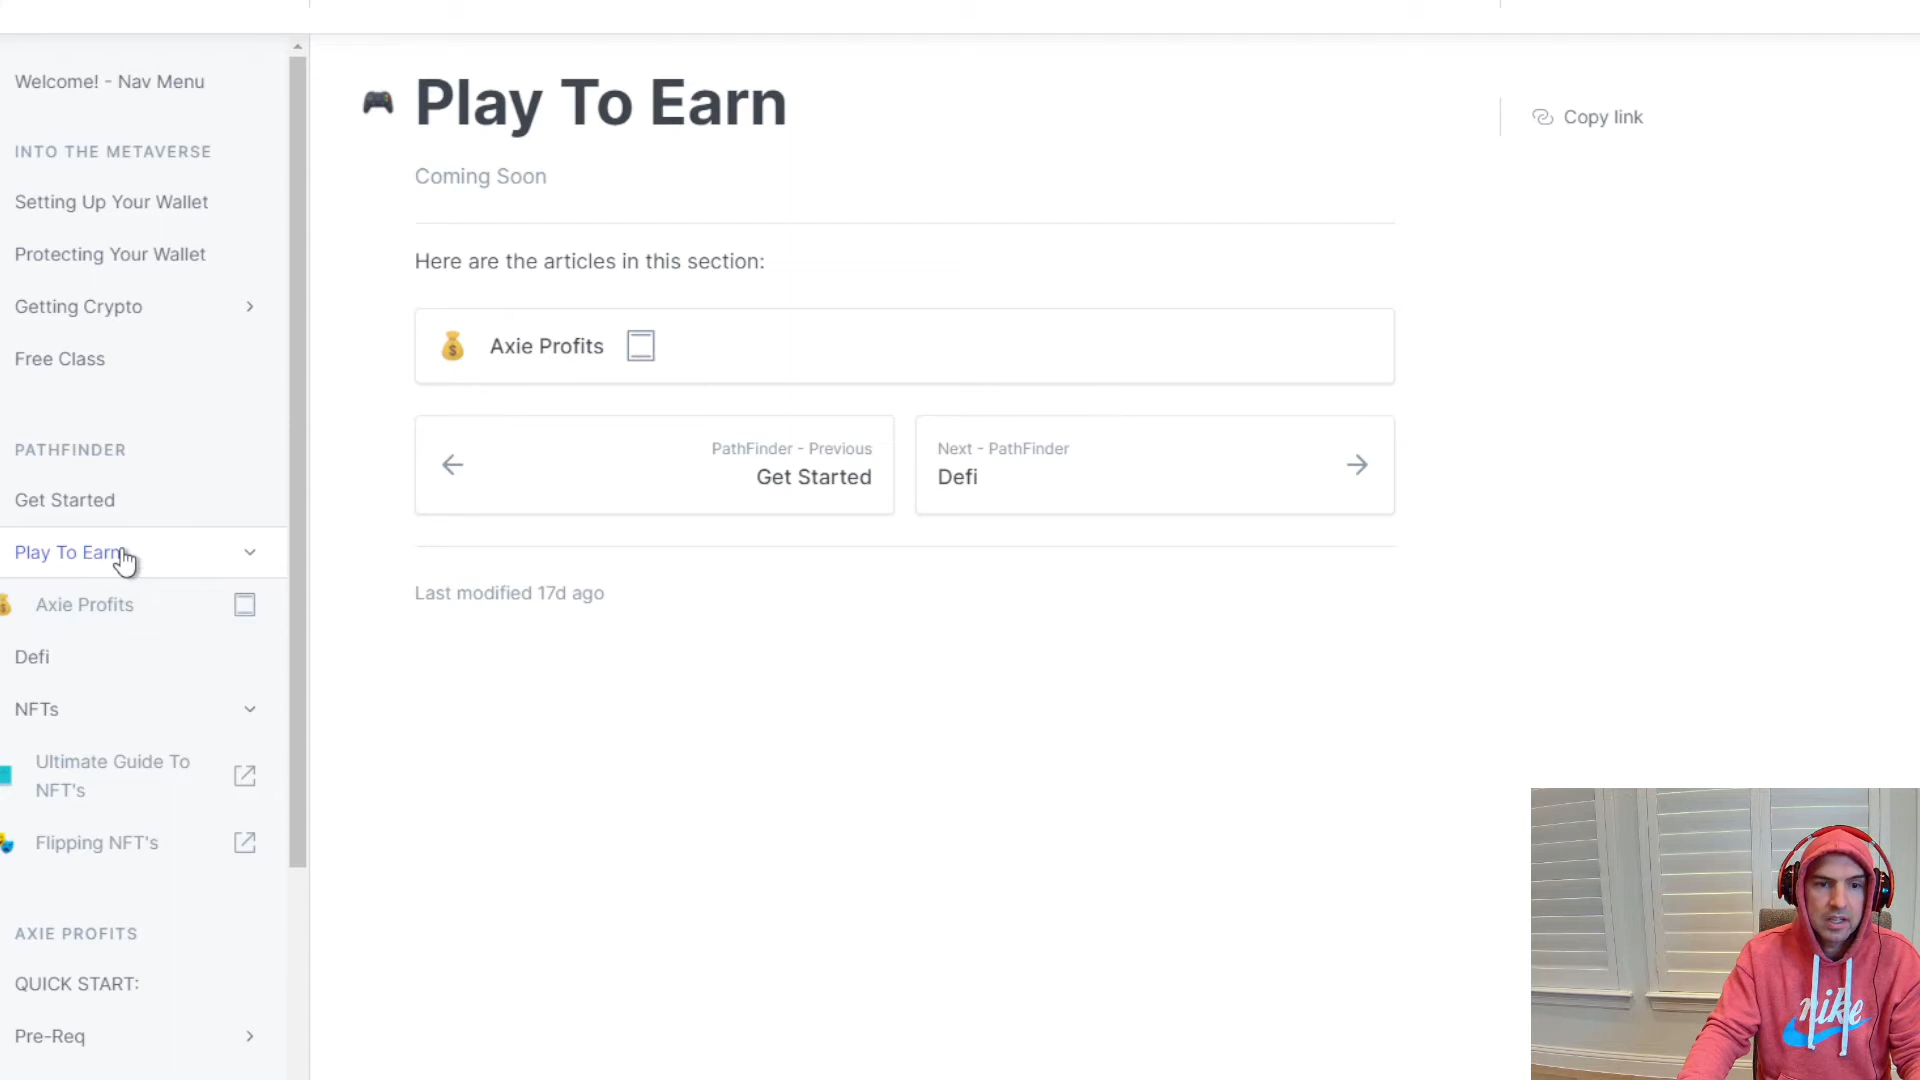 Welcome! - Nav Menu
INTO THE METAVERSE
Setting Up Your Wallet
Protecting Your Wallet
Getting Crypto
Free Class
PATHFINDER
Get Started
Play To Earn
Axie Profits
Defi
NFTs
Ultimate Guide To
NFT's
Flipping NFT's
AXIE PROFITS
QUICK START:
Pre-Req
Play To Earn
Coming Soon
Here are the articles in this section:
Axie Profits
PathFinder - Previous
Get Started
Next - PathFinder
Defi
Last modified 17d ago
Copy link
nike